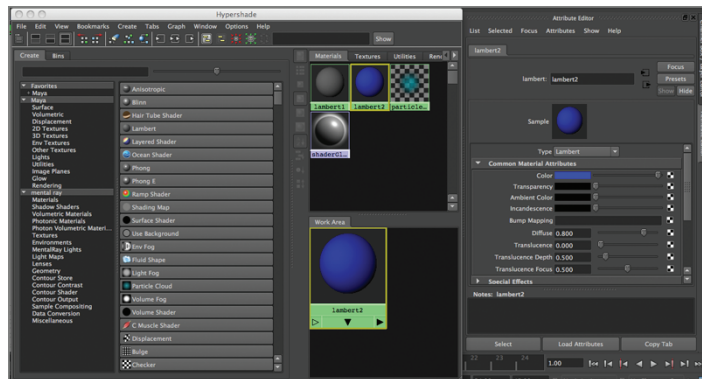 Hypershade
File Edit View Bookmarks Create Tabs Graph Window Options Help
Show
Create Bins
Favorites
Maya
Maya
Surface
Volumetric
Displacement
2D Textures
3D Textures
Env Textures
Other Textures
Lights
Utilities
Image Planes
Glow
Rendering
mental ray
Materials
Shadow Shaders
Volumetric Materials
Photonic Materials
Photon Volumetric Materi...
Textures
Environments
MentalRay Lights
Light Maps
Lenses
Geometry
Contour Store
Contour Contrast
Contour Shader
Contour Output
Sample Compositing
Data Conversion
Miscellaneous
Anisotropic
Blinn
Hair Tube Shader
Lambert
Layered Shader
Ocean Shader
Phong
Phong E
Ramp Shader
Shading Map
Surface Shader
Use Background
Env Fog
Fluid Shape
Light Fog
Particle Cloud
Volume Fog
Volume Shader
C Muscle Shader
Displacement
Bulge
Checker
Materials Textures Utilities Ren
lambert1 lambert2 particle...
shaderGl...
Work Area
lambert2
Attribute Editor
List Selected Focus Attributes Show Help
lambert2
lambert: lambert2
Focus
Presets
Show Hide
Sample
Type Lambert
Common Material Attributes
Color
Transparency
Ambient Color
Incandescence
Bump Mapping
Diffuse 0.800
Translucence 0.000
Translucence Depth 0.500
Translucence Focus 0.500
Special Effects
Notes: lambert2
Select Load Attributes Copy Tab
22 23 24 1.00